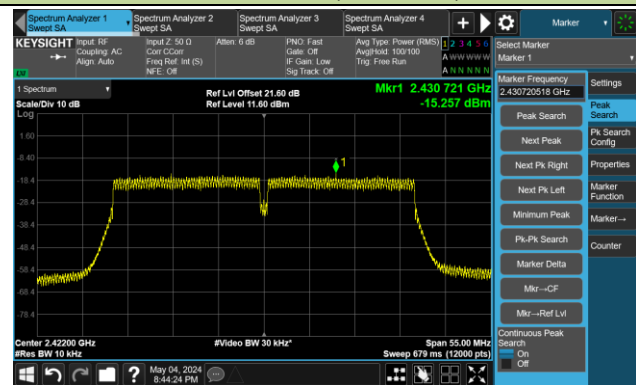 Spectrum Analyzer 1
Swept SA
Spectrum Analyzer 2
Swept SA
Spectrum Analyzer 3
Swept SA
Spectrum Analyzer 4
Swept SA
Marker
KEYSIGHT
Input: RF
Coupling: AC
Align: Auto
Input Z: 50 Ω
Corr CCorr
Freq Ref: Int (S)
NFE: Off
Atten: 6 dB
PNO: Fast
Gate: Off
IF Gain: Low
Sig Track: Off
Avg Type: Power (RMS)
Avg|Hold: 100/100
Trig: Free Run
1 2 3 4 5 6
A W W W W W
A N N N N N
LXI
Select Marker
Marker 1
1 Spectrum
Scale/Div 10 dB
Log
Ref Lvl Offset 21.60 dB
Ref Level 11.60 dBm
Mkr1 2.430 721 GHz
-15.257 dBm
1
1.60
-8.40
-18.4
-28.4
-38.4
-48.4
-58.4
-68.4
-78.4
Center 2.42200 GHz
#Res BW 10 kHz
#Video BW 30 kHz*
Span 55.00 MHz
Sweep 679 ms (12000 pts)
Marker Frequency
2.430720518 GHz
Peak Search
Next Peak
Next Pk Right
Next Pk Left
Minimum Peak
Pk-Pk Search
Marker Delta
Mkr→CF
Mkr→Ref Lvl
Continuous Peak
Search
On
Off
Settings
Peak
Search
Pk Search
Config
Properties
Marker
Function
Marker→
Counter
?
May 04, 2024
8:44:24 PM